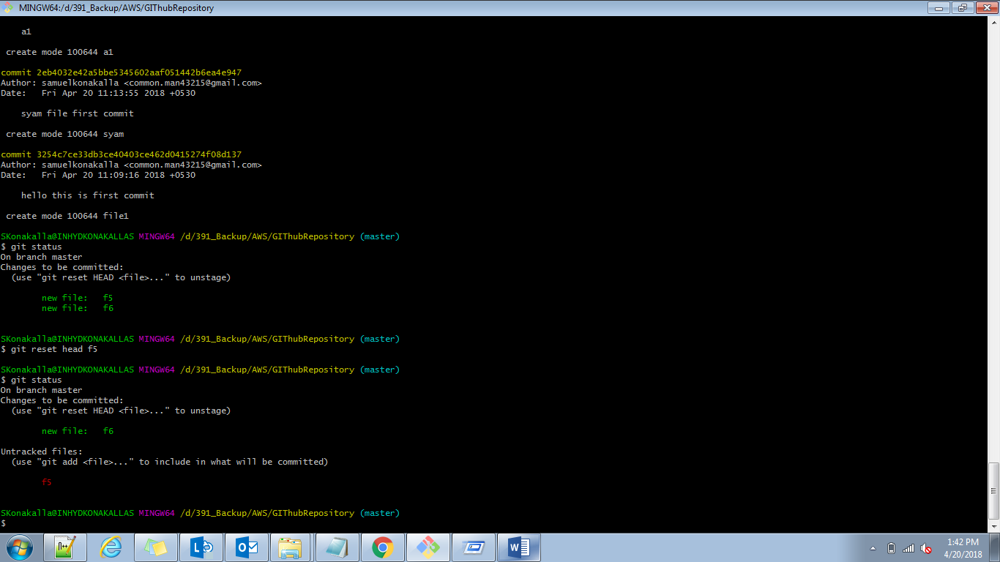 MINGW64:/d/391_Backup/AWS/GIThubRepository
a1
create mode 100644 a1
commit 2eb4032e42a5bbe5345602aaf051442b6ea4e947
Author: samuelkonakalla <common.man43215@gmail.com>
Date:   Fri Apr 20 11:13:55 2018 +0530
syam file first commit
create mode 100644 syam
commit 3254c7ce33db3ce40403ce462d0415274f08d137
Author: samuelkonakalla <common.man43215@gmail.com>
Date:   Fri Apr 20 11:09:16 2018 +0530
hello this is first commit
create mode 100644 file1
SKonakalla@INHYDKONAKALLAS MINGW64 /d/391_Backup/AWS/GIThubRepository (master)
$ git status
On branch master
Changes to be committed:
(use "git reset HEAD <file>..." to unstage)
new file:   f5
new file:   f6
SKonakalla@INHYDKONAKALLAS MINGW64 /d/391_Backup/AWS/GIThubRepository (master)
$ git reset head f5
SKonakalla@INHYDKONAKALLAS MINGW64 /d/391_Backup/AWS/GIThubRepository (master)
$ git status
On branch master
Changes to be committed:
(use "git reset HEAD <file>..." to unstage)
new file:   f6
Untracked files:
(use "git add <file>..." to include in what will be committed)
f5
SKonakalla@INHYDKONAKALLAS MINGW64 /d/391_Backup/AWS/GIThubRepository (master)
$
1:42 PM
4/20/2018